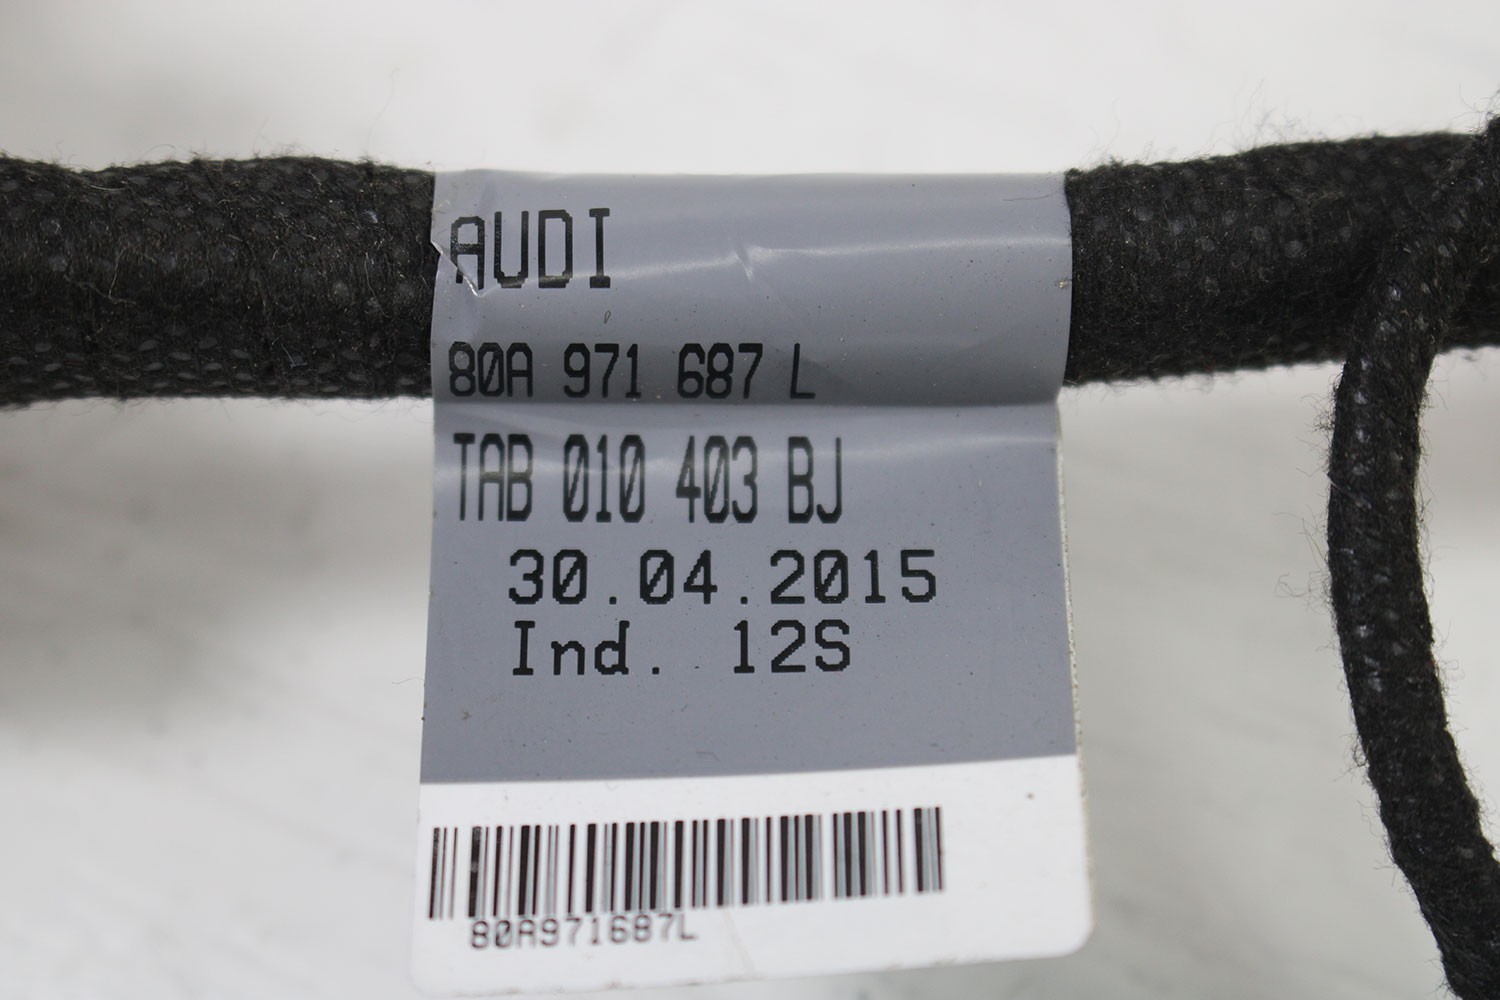 AUDI
80A 971 687 L
TAB 010 403 BJ
30.04.2015
Ind. 12S
80A971687L